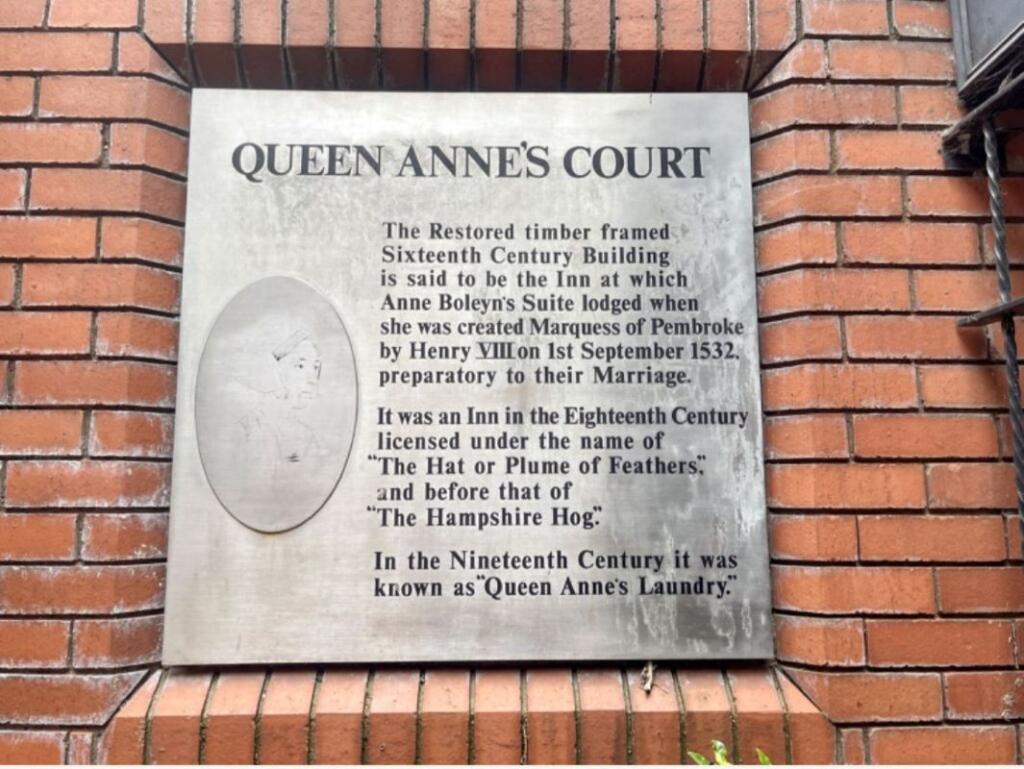 QUEEN ANNE'S COURT
The Restored timber framed
Sixteenth Century Building
is said to be the Inn at which
Anne Boleyn's Suite lodged when
she was created Marquess of Pembroke
by Henry VIII on 1st September 1532,
preparatory to their Marriage.
It was an Inn in the Eighteenth Century
licensed under the name of
"The Hat or Plume of Feathers",
and before that of
"The Hampshire Hog".
In the Nineteenth Century it was
known as "Queen Anne's Laundry."